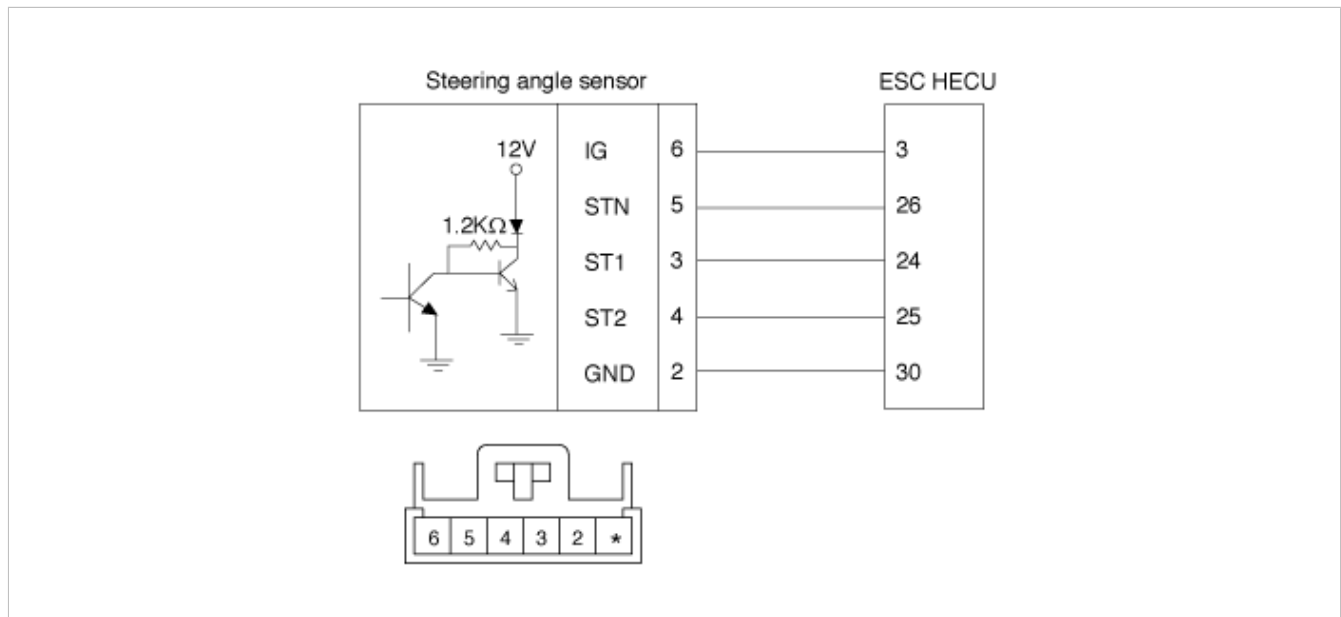 Steering angle sensor
ESC HECU
12V
1.2KΩ
IG 6 3
STN 5 26
ST1 3 24
ST2 4 25
GND 2 30
6 5 4 3 2 *